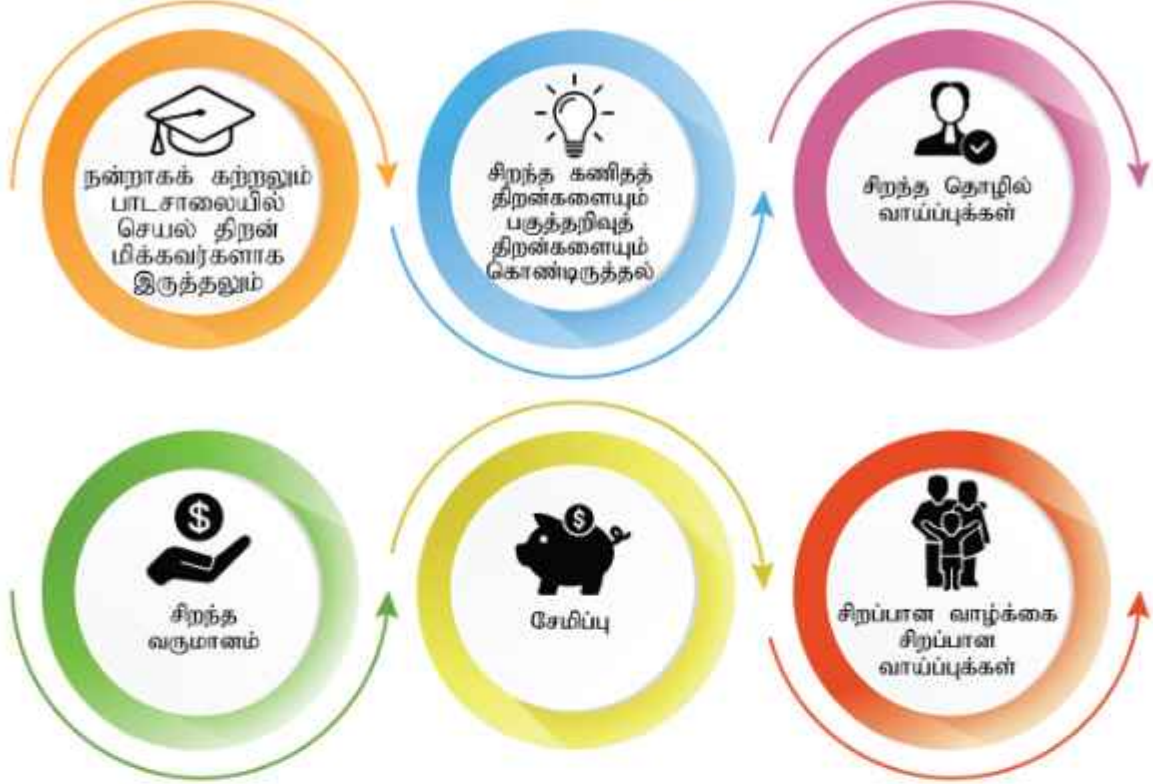 நன்றாகக் கற்றலும்
பாடசாலையில்
செயல் திறன்
மிக்கவர்களாக
இருத்தலும்
சிறந்த கணிதத்
திறன்களையும்
பகுத்தறிவுத்
திறன்களையும்
கொண்டிருத்தல்
சிறந்த தொழில்
வாய்ப்புக்கள்
$
சிறந்த
வருமானம்
$
சேமிப்பு
சிறப்பான வாழ்க்கை
சிறப்பான
வாய்ப்புக்கள்